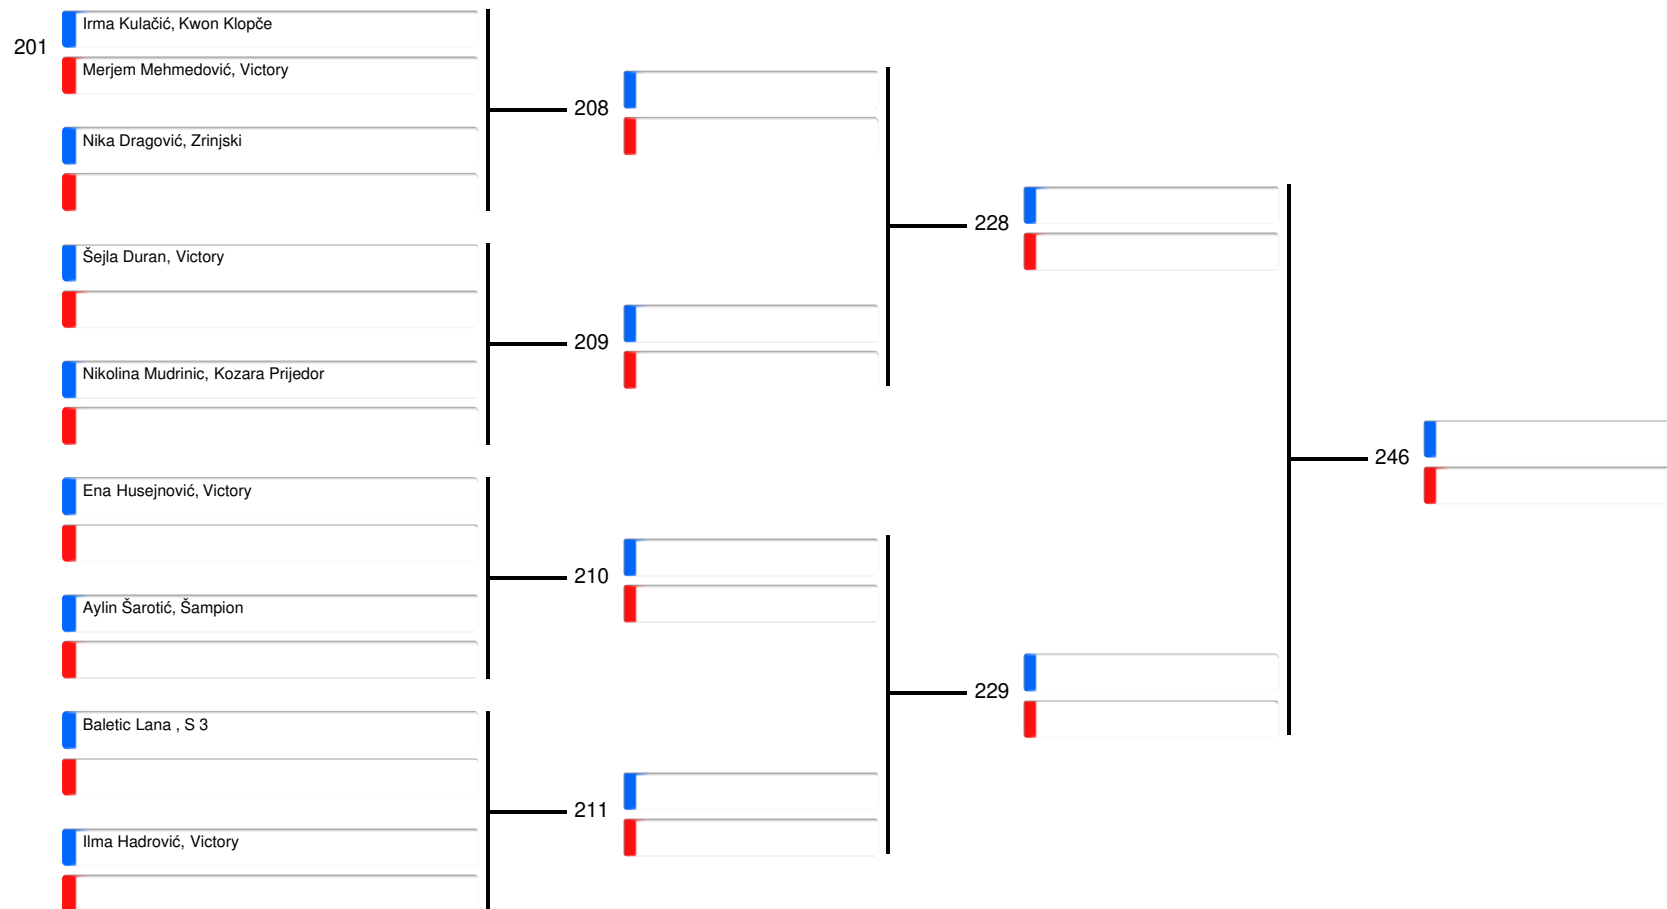 201
Irma Kulačić, Kwon Klopče
Merjem Mehmedović, Victory
208
Nika Dragović, Zrinjski
228
Šejla Duran, Victory
209
Nikolina Mudrinic, Kozara Prijedor
246
Ena Husejnović, Victory
210
Aylin Šarotić, Šampion
229
Baletic Lana , S 3
211
Ilma Hadrović, Victory